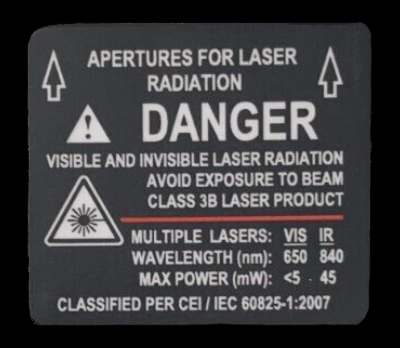 APERTURES FOR LASER
RADIATION
DANGER
VISIBLE AND INVISIBLE LASER RADIATION
AVOID EXPOSURE TO BEAM
CLASS 3B LASER PRODUCT
MULTIPLE LASERS: VIS IR
WAVELENGTH (nm): 650 840
MAX POWER (mW): <5 45
CLASSIFIED PER CEI / IEC 60825-1:2007